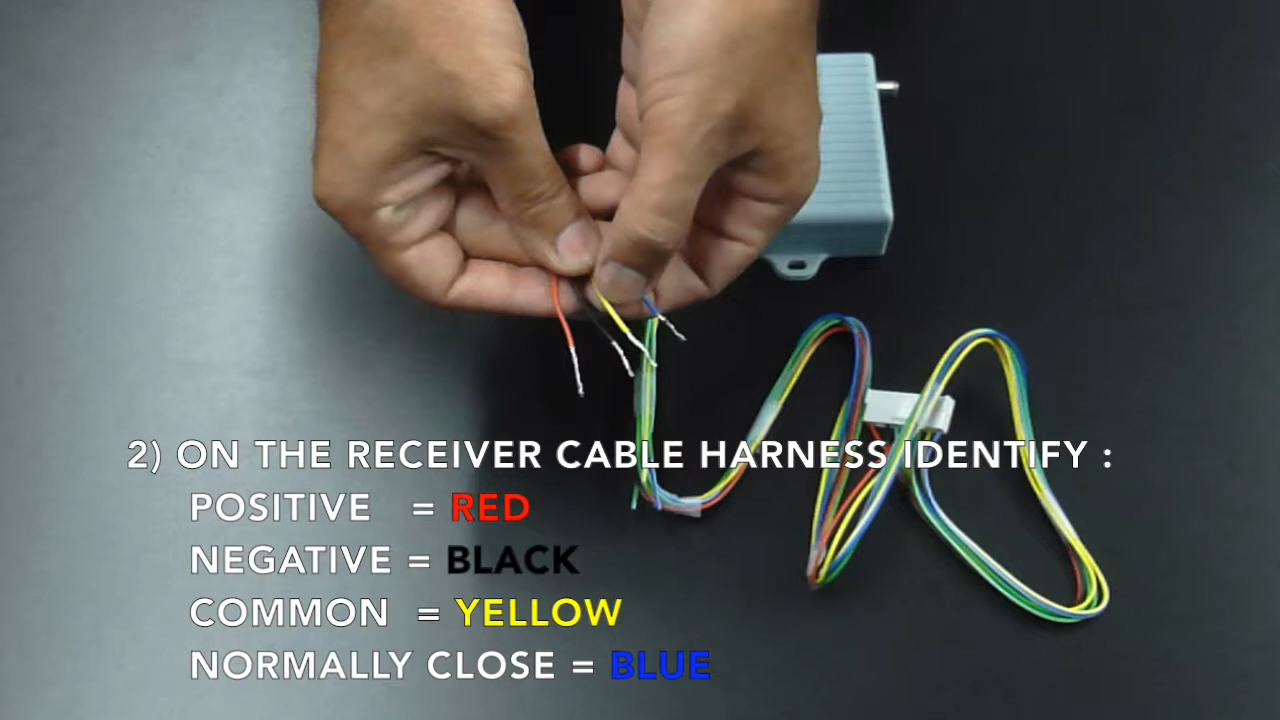 2) ON THE RECEIVER CABLE HARNESS IDENTIFY :
POSITIVE = RED
NEGATIVE = BLACK
COMMON = YELLOW
NORMALLY CLOSE = BLUE